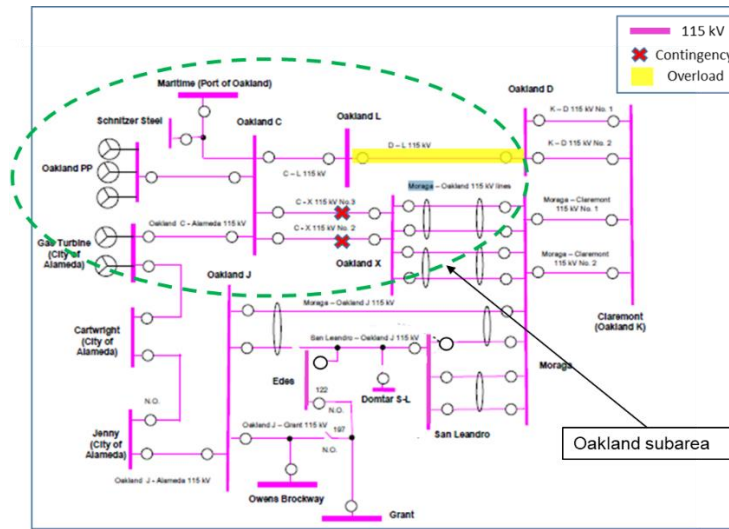 115 kV
Contingency
Overload
Maritime (Port of Oakland)
Schnitzer Steel
Oakland C
Oakland L
Oakland D
K – D 115 kV No. 1
K – D 115 kV No. 2
D – L 115 kV
C – L 115 kV
Oakland PP
Moraga – Oakland 115 kV lines
C - X 115 kV No.3
C - X 115 kV No. 2
Oakland C - Alameda 115 kV
Moraga – Claremont
115 kV No. 1
Moraga – Claremont
115 kV No. 2
Gas Turbine
(City of
Alameda)
Oakland X
Oakland J
Moraga – Oakland J 115 kV
Claremont
(Oakland K)
Cartwright (City
of Alameda)
San Leandro – Oakland J 115 kV
Moraga
Edes
122
N.O.
Domtar S-L
N.O.
Jenny (City of
Alameda)
Oakland J – Grant 115 kV
197
N.O.
San Leandro
Oakland subarea
Oakland J - Alameda 115 kV
Owens Brockway
Grant